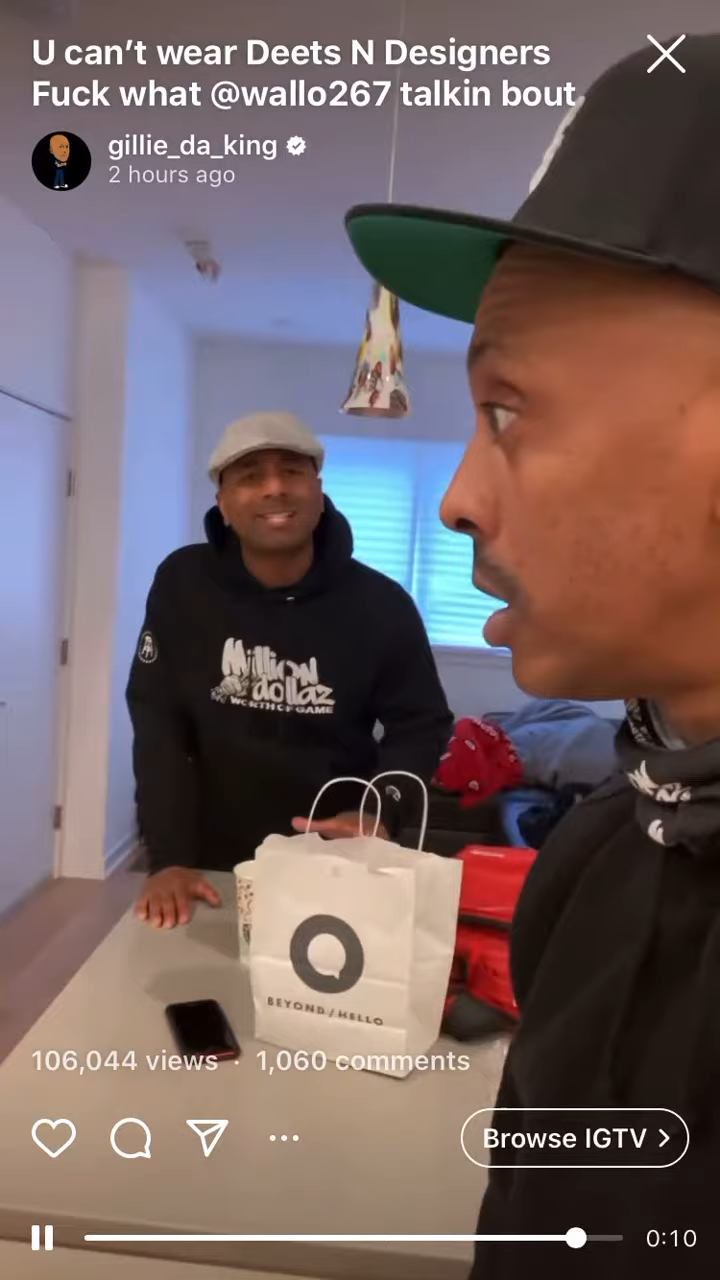 U can’t wear Deets N Designers
Fuck what @wallo267 talkin bout
gillie_da_king
2 hours ago
Million
dollaz
WORTH OF GAME
BEYOND / HELLO
106,044 views · 1,060 comments
Browse IGTV >
0:10